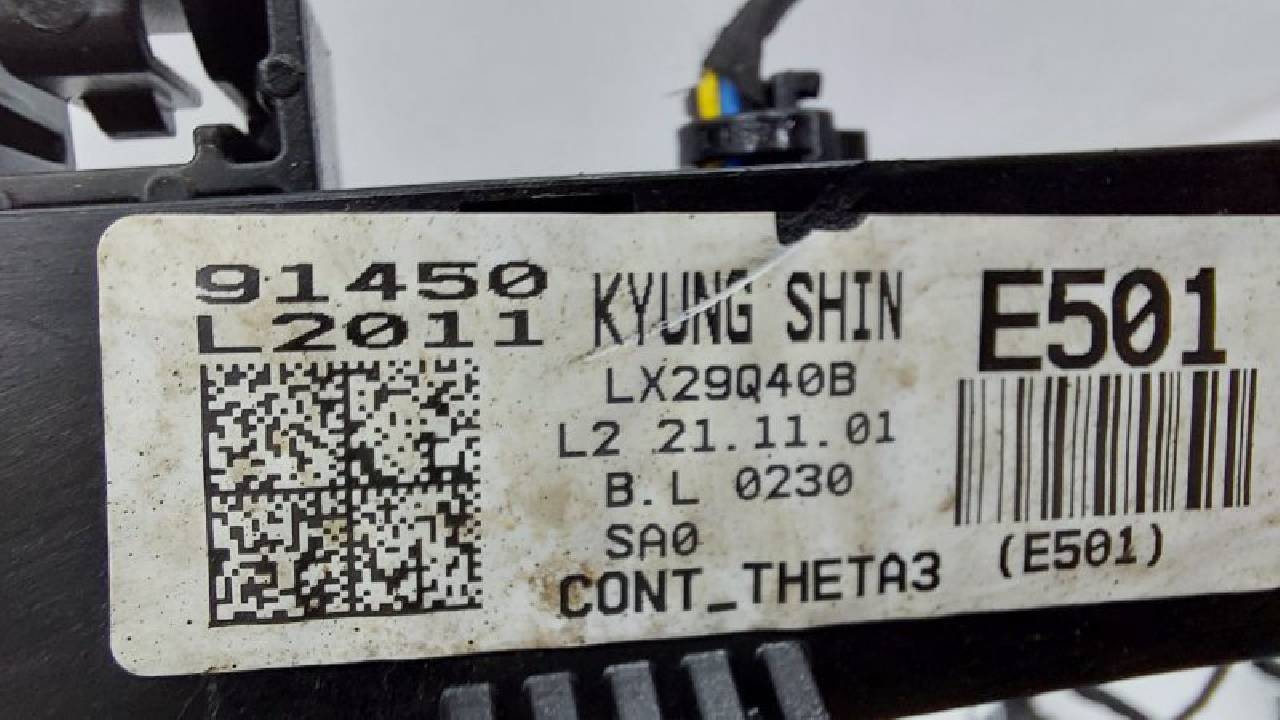 91450
L2011
KYUNG SHIN
LX29Q40B
L2 21.11.01
B.L 0230
SA0
CONT_THETA3
E501
(E501)